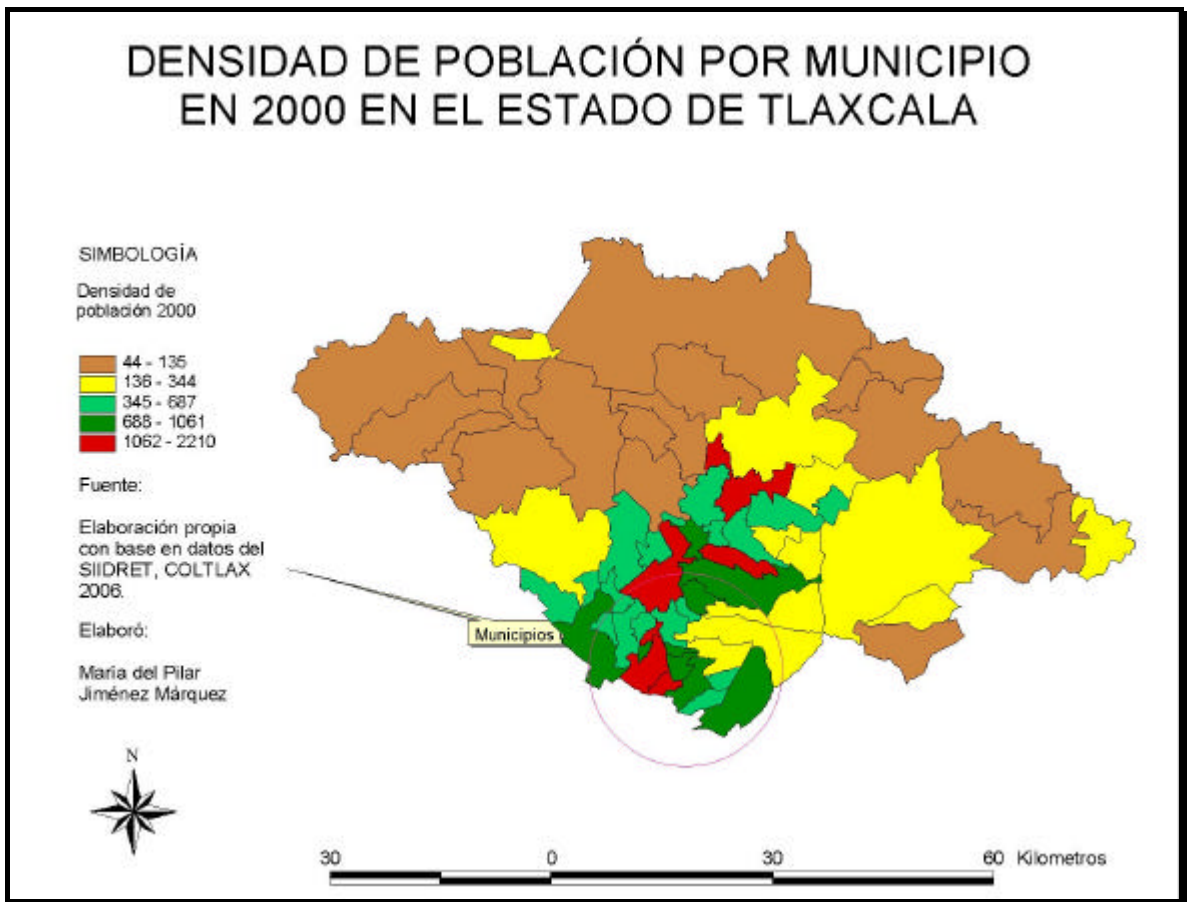 DENSIDAD DE POBLACIÓN POR MUNICIPIO
EN 2000 EN EL ESTADO DE TLAXCALA
SIMBOLOGÍA
Densidad de
población 2000
44 - 135
136 - 344
345 - 687
688 - 1061
1062 - 2210
Fuente:
Elaboración propia
con base en datos del
SIIDRET, COLTLAX
2006.
Elaboró:
María del Pilar
Jiménez Márquez
Municipios
N
30 0 30 60 Kilometros